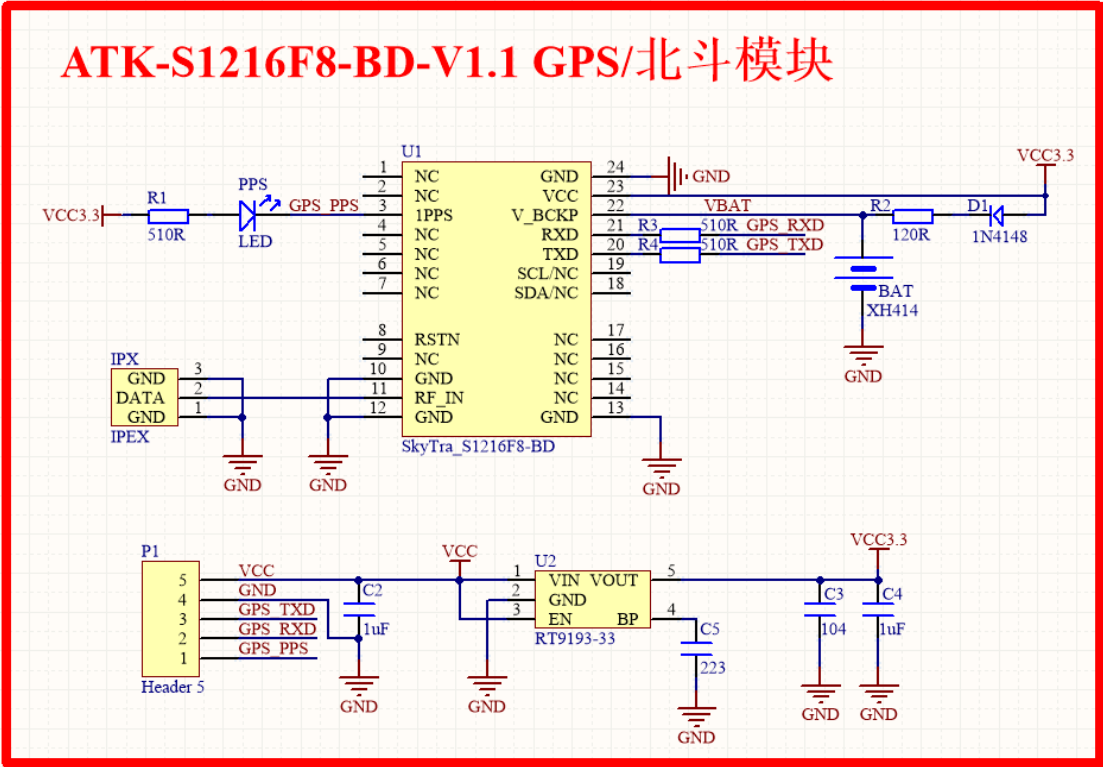 ATK-S1216F8-BD-V1.1 GPS/北斗模块
VCC3.3
R1
510R
PPS
LED
GPS_PPS
U1
1 NC
2 NC
3 1PPS
4 NC
5 NC
6 NC
7 NC
8 RSTN
9 NC
10 GND
11 RF_IN
12 GND
GND 24
VCC 23
V_BCKP 22
RXD 21
TXD 20
SCL/NC 19
SDA/NC 18
NC 17
NC 16
NC 15
NC 14
GND 13
SkyTra_S1216F8-BD
GND
VCC3.3
VBAT
R2
120R
D1
1N4148
R3 510R GPS_RXD
R4 510R GPS_TXD
BAT
XH414
GND
IPX
GND 3
DATA 2
GND 1
IPEX
GND
GND
GND
P1
5 VCC
4 GND
3 GPS_TXD
2 GPS_RXD
1 GPS_PPS
Header 5
C2
1uF
GND
VCC
U2
1 VIN VOUT 5
2 GND
3 EN BP 4
RT9193-33
GND
C5
223
GND
VCC3.3
C3
104
GND
C4
1uF
GND